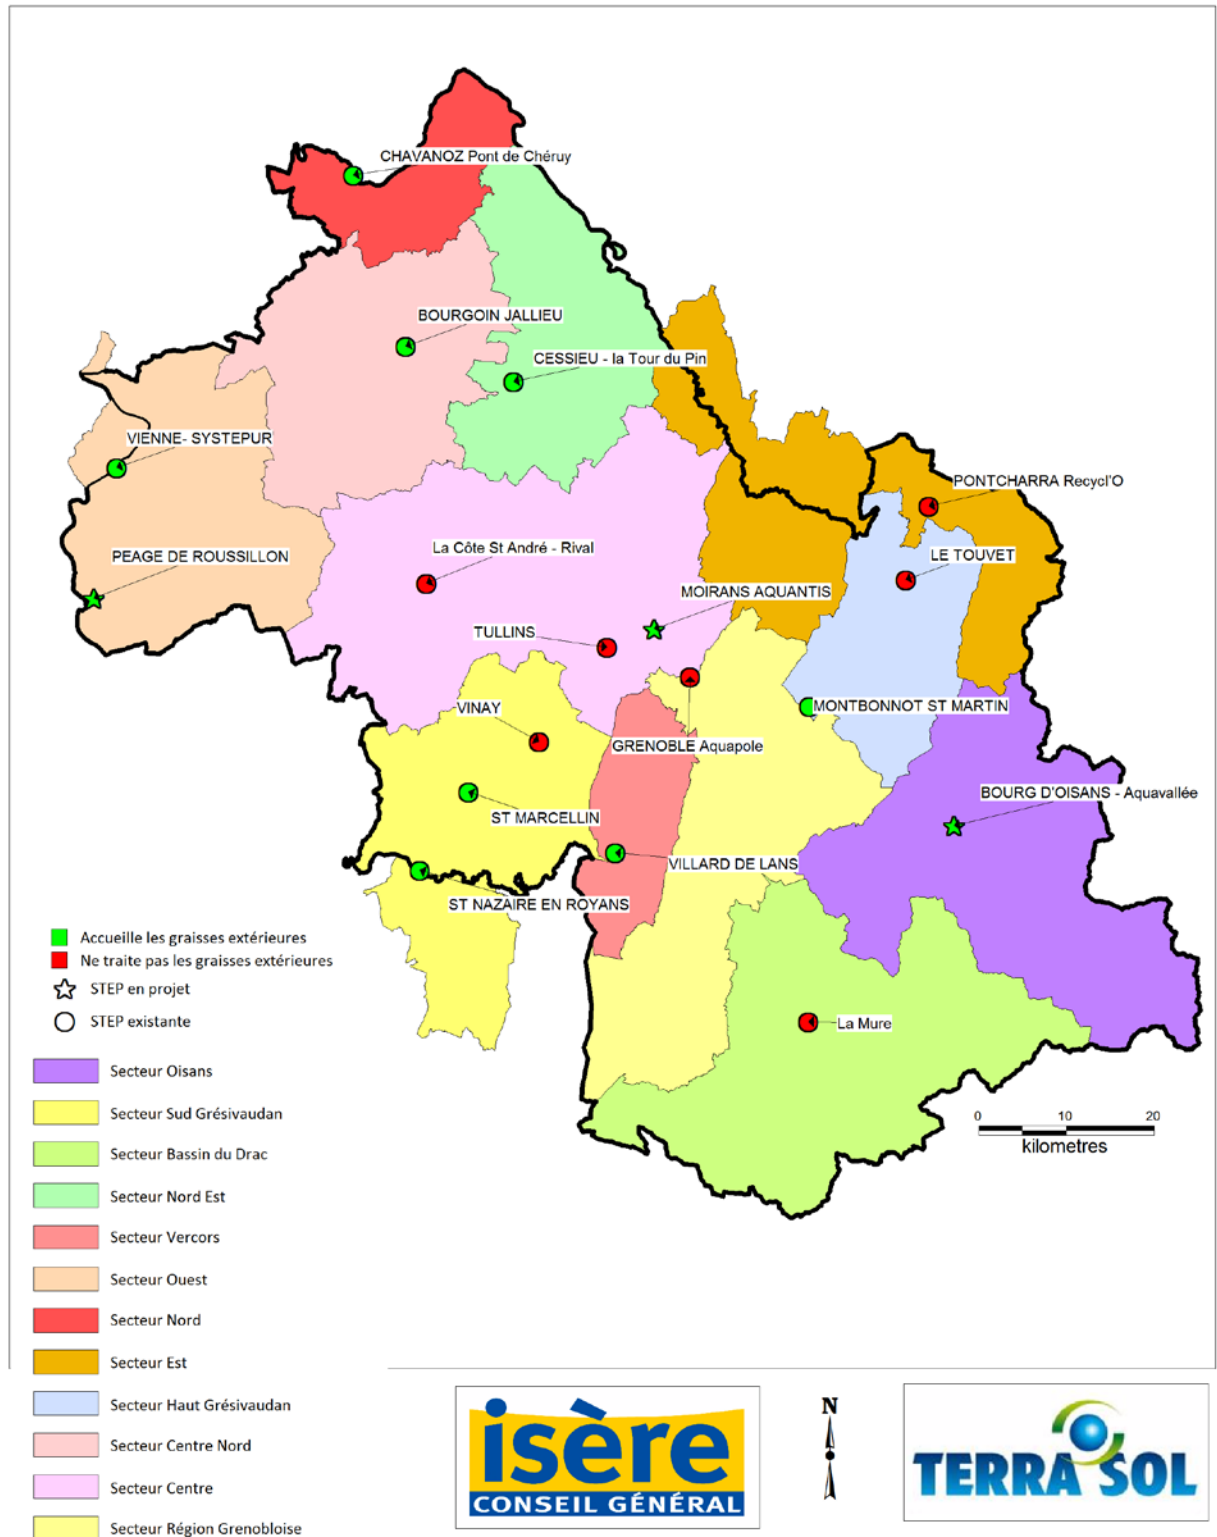 CHAVANOZ Pont de Chéruy
BOURGOIN JALLIEU
CESSIEU - la Tour du Pin
VIENNE- SYSTEPUR
PONTCHARRA Recycl'O
PEAGE DE ROUSSILLON
La Côte St André - Rival
LE TOUVET
MOIRANS AQUANTIS
TULLINS
VINAY
MONTBONNOT ST MARTIN
GRENOBLE Aquapole
BOURG D'OISANS - Aquavallée
ST MARCELLIN
VILLARD DE LANS
ST NAZAIRE EN ROYANS
La Mure
Accueille les graisses extérieures
Ne traite pas les graisses extérieures
STEP en projet
STEP existante
Secteur Oisans
Secteur Sud Grésivaudan
Secteur Bassin du Drac
Secteur Nord Est
Secteur Vercors
Secteur Ouest
Secteur Nord
Secteur Est
Secteur Haut Grésivaudan
Secteur Centre Nord
Secteur Centre
Secteur Région Grenobloise
0 10 20
kilometres
isère
CONSEIL GÉNÉRAL
N
TERRA SOL